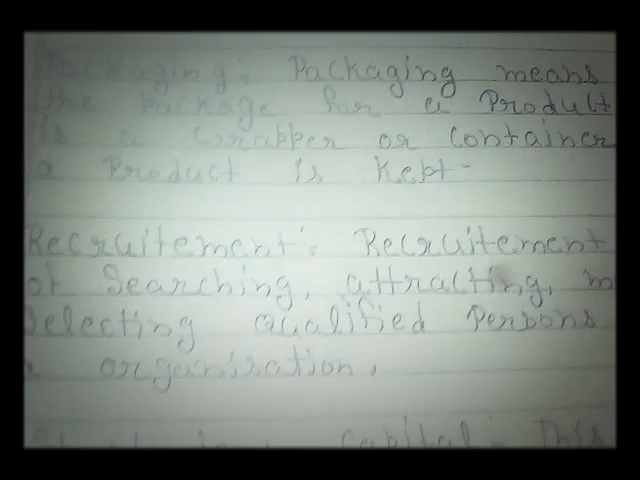 Packaging: Packaging means
the package for a Product
is a wrapper or container
a Product is kept-
Recruitement: Recruitement
of Searching, attracting, m
Selecting qualified Persons
organisation,
capital- This